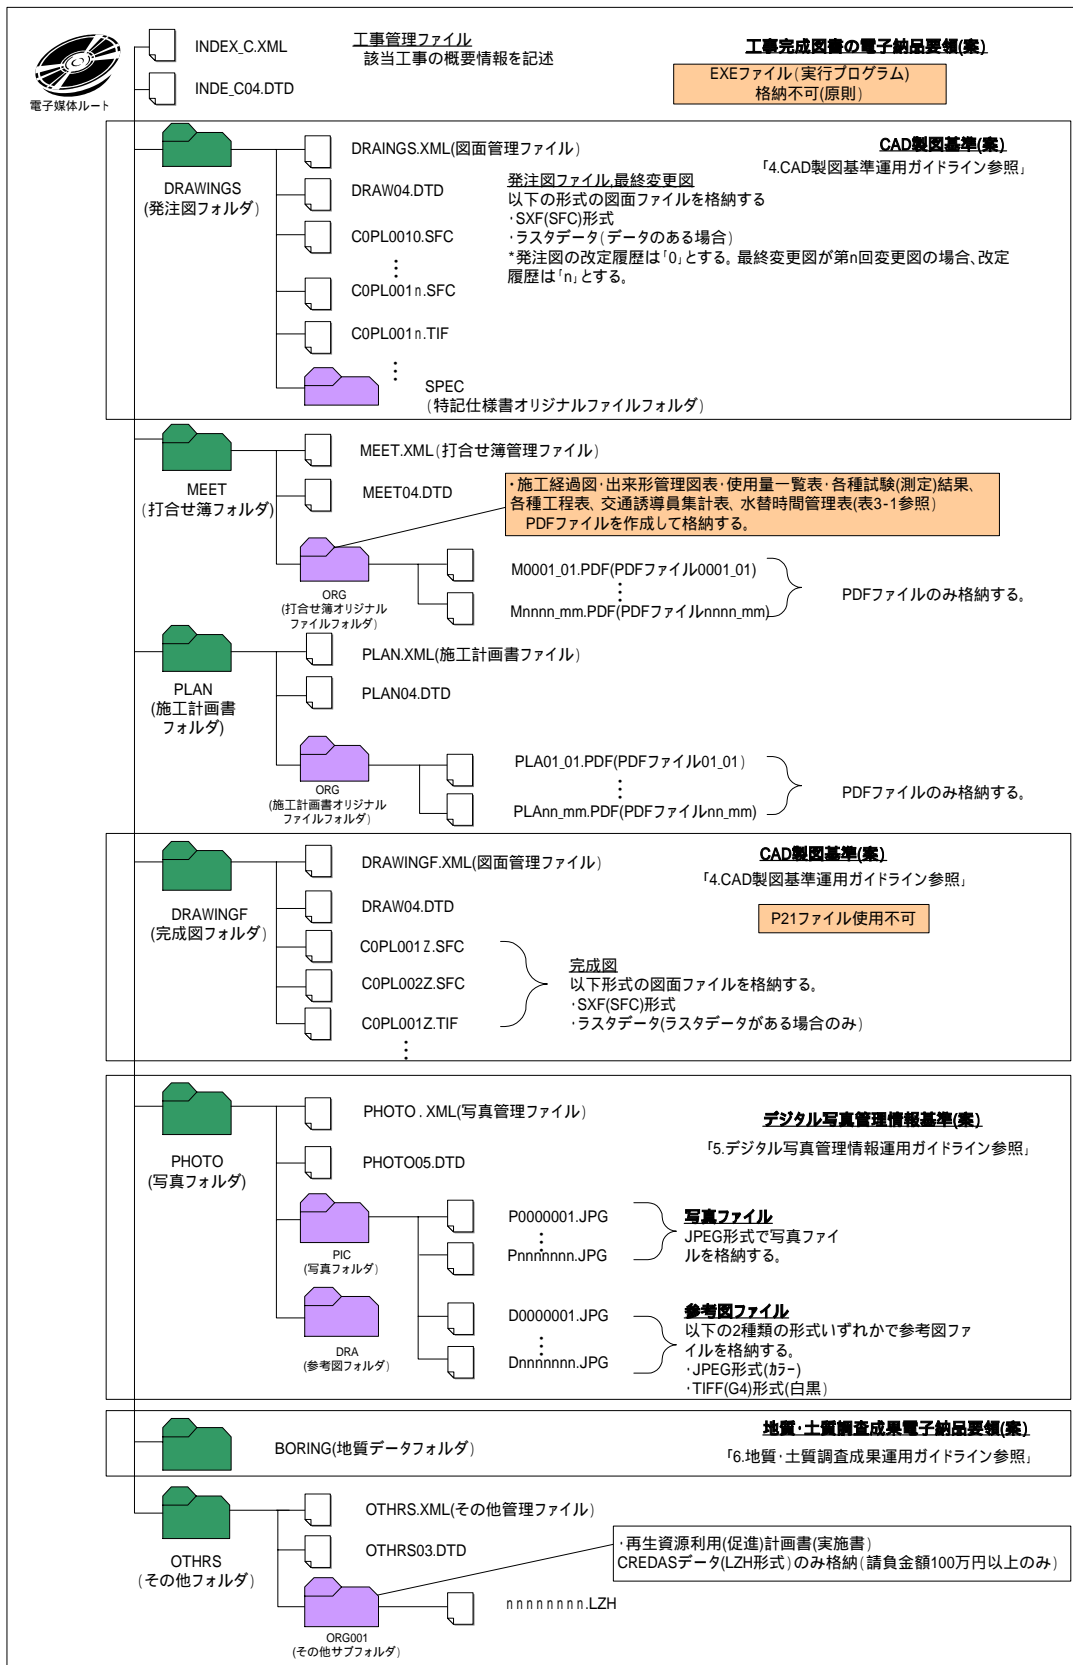 INDEX_C.XML
工事管理ファイル
該当工事の概要情報を記述
工事完成図書の電子納品要領(案)
EXEファイル(実行プログラム)
格納不可(原則)
INDE_C04.DTD
電子媒体ルート
DRAWINGS
(発注図フォルダ)
DRAINGS.XML(図面管理ファイル)
CAD製図基準(案)
「4.CAD製図基準運用ガイドライン参照」
DRAW04.DTD
発注図ファイル,最終変更図
以下の形式の図面ファイルを格納する
・SXF(SFC)形式
・ラスタデータ(データのある場合)
*発注図の改定履歴は「0」とする。最終変更図が第n回変更図の場合、改定
履歴は「n」とする。
C0PL0010.SFC
C0PL001n.SFC
C0PL001n.TIF
SPEC
(特記仕様書オリジナルファイルフォルダ)
MEET
(打合せ簿フォルダ)
MEET.XML(打合せ簿管理ファイル)
MEET04.DTD
・施工経過図・出来形管理図表・使用量一覧表・各種試験(測定)結果、
各種工程表、交通誘導員集計表、水替時間管理表(表3-1参照)
PDFファイルを作成して格納する。
ORG
(打合せ簿オリジナル
ファイルフォルダ)
M0001_01.PDF(PDFファイル0001_01)
Mnnnn_mm.PDF(PDFファイルnnnn_mm)
PDFファイルのみ格納する。
PLAN
(施工計画書
フォルダ)
PLAN.XML(施工計画書ファイル)
PLAN04.DTD
ORG
(施工計画書オリジナル
ファイルフォルダ)
PLA01_01.PDF(PDFファイル01_01)
PLAnn_mm.PDF(PDFファイルnn_mm)
PDFファイルのみ格納する。
DRAWINGF
(完成図フォルダ)
DRAWINGF.XML(図面管理ファイル)
CAD製図基準(案)
「4.CAD製図基準運用ガイドライン参照」
P21ファイル使用不可
DRAW04.DTD
C0PL001Z.SFC
C0PL002Z.SFC
C0PL001Z.TIF
完成図
以下形式の図面ファイルを格納する。
・SXF(SFC)形式
・ラスタデータ(ラスタデータがある場合のみ)
PHOTO
(写真フォルダ)
PHOTO.XML(写真管理ファイル)
デジタル写真管理情報基準(案)
「5.デジタル写真管理情報運用ガイドライン参照」
PHOTO05.DTD
PIC
(写真フォルダ)
P0000001.JPG
Pnnnnnnn.JPG
写真ファイル
JPEG形式で写真ファイ
ルを格納する。
DRA
(参考図フォルダ)
D0000001.JPG
Dnnnnnnn.JPG
参考図ファイル
以下の2種類の形式いずれかで参考図ファ
イルを格納する。
・JPEG形式(カラー)
・TIFF(G4)形式(白黒)
BORING(地質データフォルダ)
地質・土質調査成果電子納品要領(案)
「6.地質・土質調査成果運用ガイドライン参照」
OTHRS
(その他フォルダ)
OTHRS.XML(その他管理ファイル)
OTHRS03.DTD
・再生資源利用(促進)計画書(実施書)
CREDASデータ(LZH形式)のみ格納(請負金額100万円以上のみ)
ORG001
(その他サブフォルダ)
nnnnnnnn.LZH